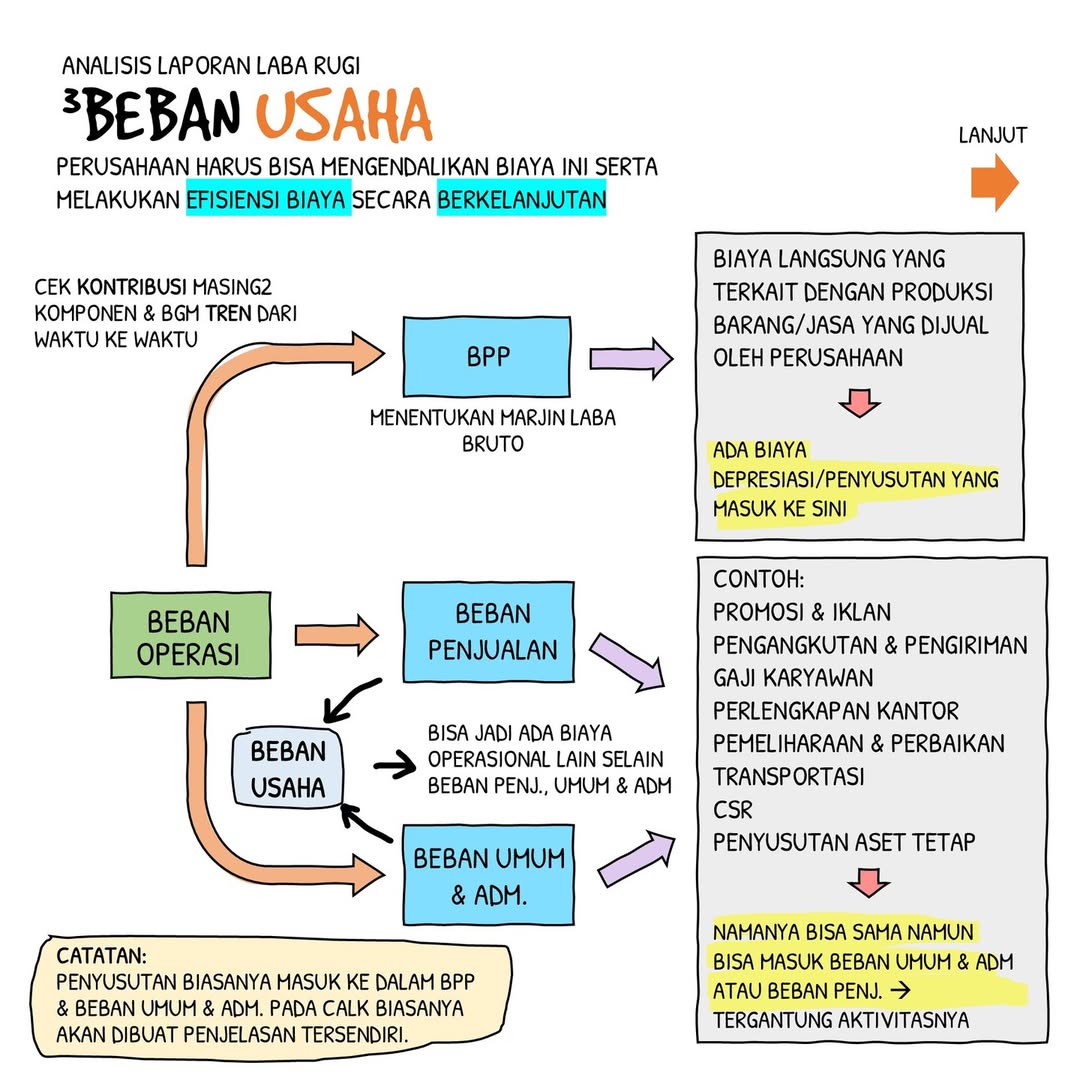 ANALISIS LAPORAN LABA RUGI
³BEBAN USAHA
PERUSAHAAN HARUS BISA MENGENDALIKAN BIAYA INI SERTA
MELAKUKAN EFISIENSI BIAYA SECARA BERKELANJUTAN
LANJUT
CEK KONTRIBUSI MASING2
KOMPONEN & BGM TREN DARI
WAKTU KE WAKTU
BPP
MENENTUKAN MARJIN LABA
BRUTO
BIAYA LANGSUNG YANG
TERKAIT DENGAN PRODUKSI
BARANG/JASA YANG DIJUAL
OLEH PERUSAHAAN
ADA BIAYA
DEPRESIASI/PENYUSUTAN YANG
MASUK KE SINI
BEBAN
OPERASI
BEBAN
PENJUALAN
BEBAN
USAHA
BISA JADI ADA BIAYA
OPERASIONAL LAIN SELAIN
BEBAN PENJ., UMUM & ADM
BEBAN UMUM
& ADM.
CONTOH:
PROMOSI & IKLAN
PENGANGKUTAN & PENGIRIMAN
GAJI KARYAWAN
PERLENGKAPAN KANTOR
PEMELIHARAAN & PERBAIKAN
TRANSPORTASI
CSR
PENYUSUTAN ASET TETAP
NAMANYA BISA SAMA NAMUN
BISA MASUK BEBAN UMUM & ADM
ATAU BEBAN PENJ. →
TERGANTUNG AKTIVITASNYA
CATATAN:
PENYUSUTAN BIASANYA MASUK KE DALAM BPP
& BEBAN UMUM & ADM. PADA CALK BIASANYA
AKAN DIBUAT PENJELASAN TERSENDIRI.